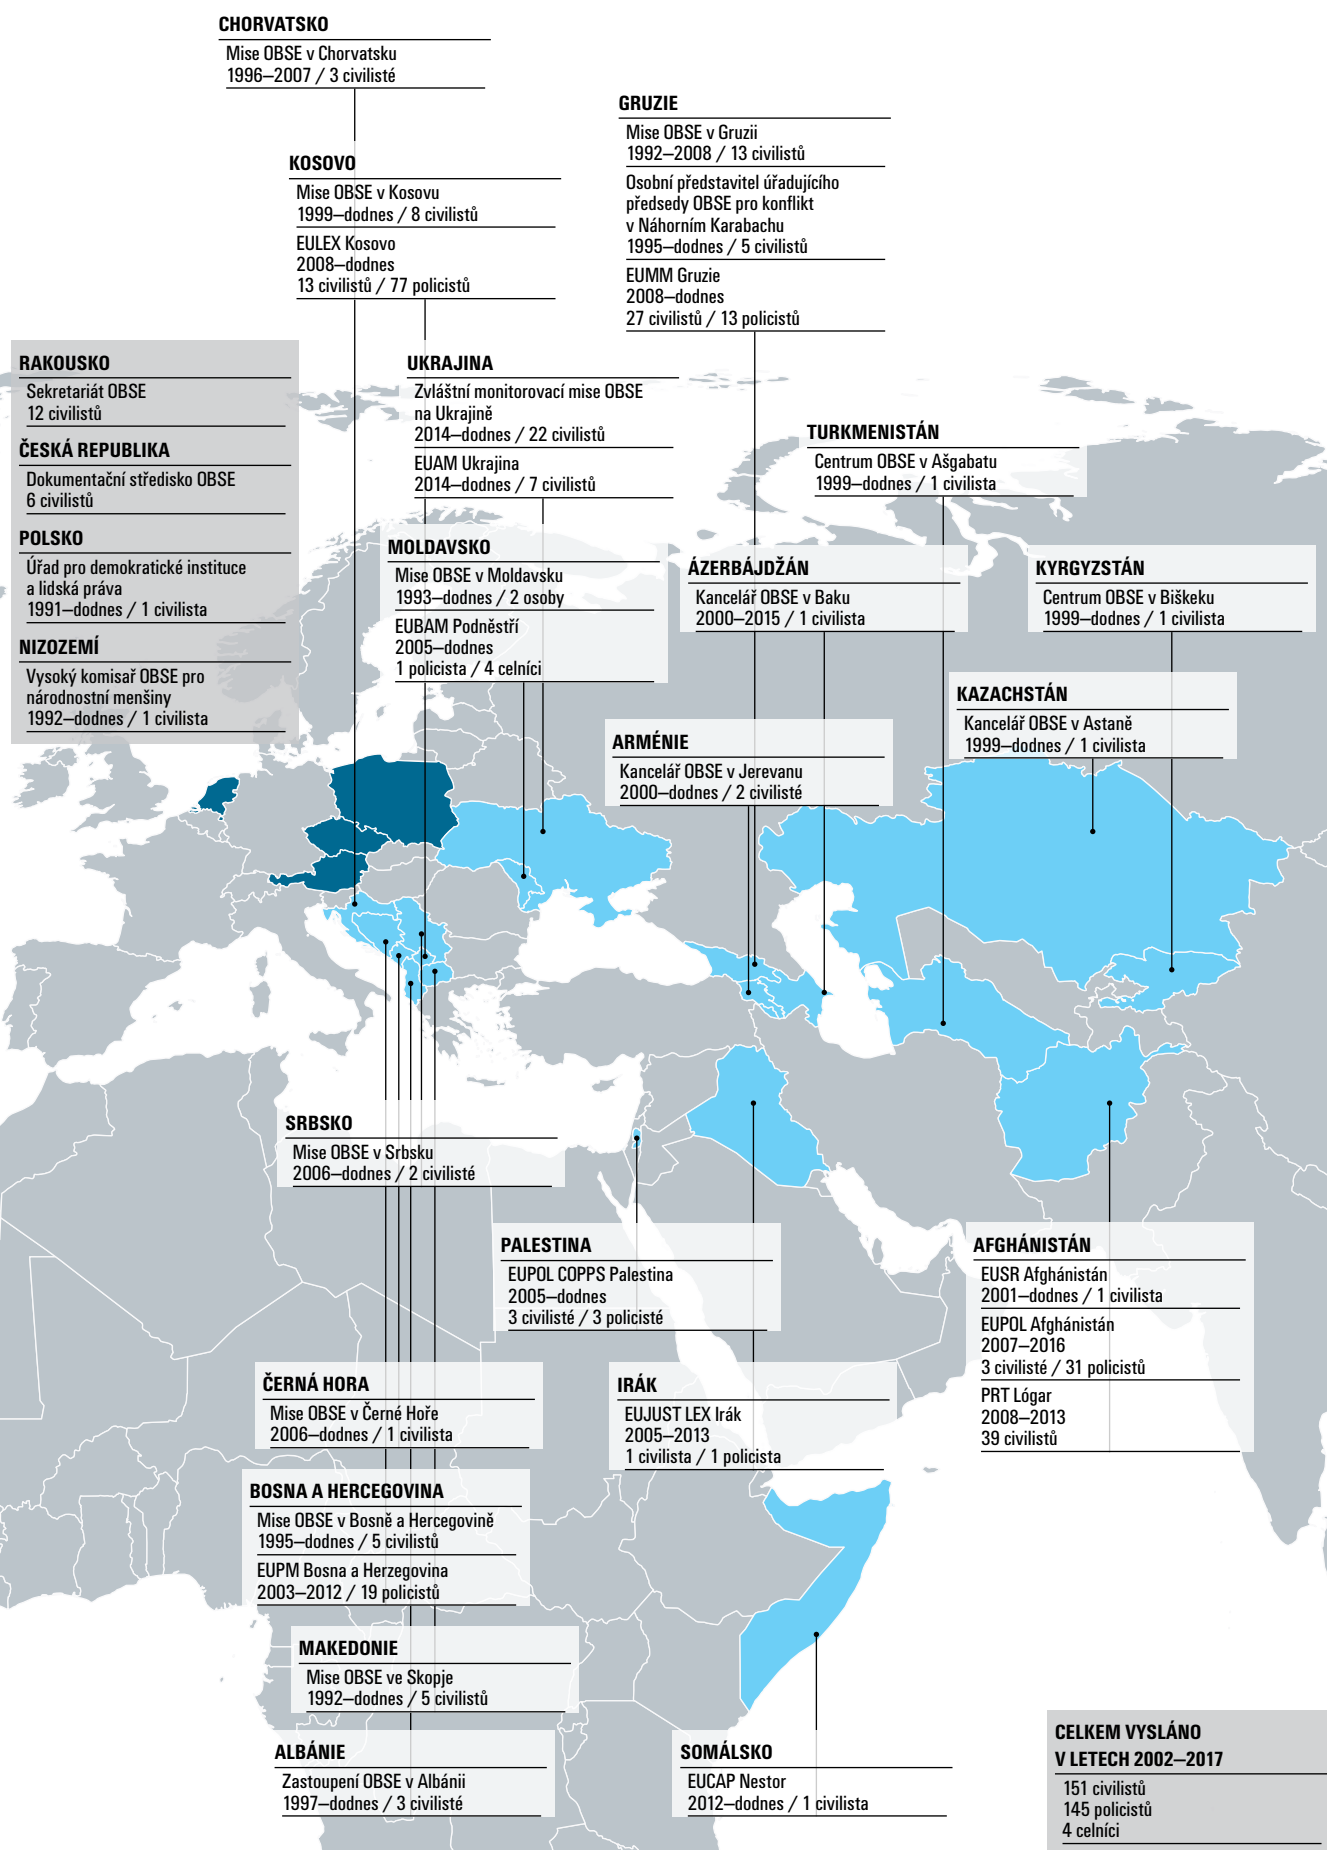 CHORVATSKO
Mise OBSE v Chorvatsku
1996–2007 / 3 civilisté
GRUZIE
Mise OBSE v Gruzii
1992–2008 / 13 civilistů
Osobní představitel úřadujícího
předsedy OBSE pro konflikt
v Náhorním Karabachu
1995–dodnes / 5 civilistů
EUMM Gruzie
2008–dodnes
27 civilistů / 13 policistů
KOSOVO
Mise OBSE v Kosovu
1999–dodnes / 8 civilistů
EULEX Kosovo
2008–dodnes
13 civilistů / 77 policistů
RAKOUSKO
Sekretariát OBSE
12 civilistů
ČESKÁ REPUBLIKA
Dokumentační středisko OBSE
6 civilistů
POLSKO
Úřad pro demokratické instituce
a lidská práva
1991–dodnes / 1 civilista
NIZOZEMÍ
Vysoký komisař OBSE pro
národnostní menšiny
1992–dodnes / 1 civilista
UKRAJINA
Zvláštní monitorovací mise OBSE
na Ukrajině
2014–dodnes / 22 civilistů
EUAM Ukrajina
2014–dodnes / 7 civilistů
TURKMENISTÁN
Centrum OBSE v Ašgabatu
1999–dodnes / 1 civilista
MOLDAVSKO
Mise OBSE v Moldavsku
1993–dodnes / 2 osoby
EUBAM Podněstří
2005–dodnes
1 policista / 4 celníci
ÁZERBÁJDŽÁN
Kancelář OBSE v Baku
2000–2015 / 1 civilista
KYRGYZSTÁN
Centrum OBSE v Biškeku
1999–dodnes / 1 civilista
KAZACHSTÁN
Kancelář OBSE v Astaně
1999–dodnes / 1 civilista
ARMÉNIE
Kancelář OBSE v Jerevanu
2000–dodnes / 2 civilisté
SRBSKO
Mise OBSE v Srbsku
2006–dodnes / 2 civilisté
PALESTINA
EUPOL COPPS Palestina
2005–dodnes
3 civilisté / 3 policisté
AFGHÁNISTÁN
EUSR Afghánistán
2001–dodnes / 1 civilista
EUPOL Afghánistán
2007–2016
3 civilisté / 31 policistů
PRT Lógar
2008–2013
39 civilistů
ČERNÁ HORA
Mise OBSE v Černé Hoře
2006–dodnes / 1 civilista
IRÁK
EUJUST LEX Irák
2005–2013
1 civilista / 1 policista
BOSNA A HERCEGOVINA
Mise OBSE v Bosně a Hercegovině
1995–dodnes / 5 civilistů
EUPM Bosna a Herzegovina
2003–2012 / 19 policistů
MAKEDONIE
Mise OBSE ve Skopje
1992–dodnes / 5 civilistů
ALBÁNIE
Zastoupení OBSE v Albánii
1997–dodnes / 3 civilisté
SOMÁLSKO
EUCAP Nestor
2012–dodnes / 1 civilista
CELKEM VYSLÁNO
V LETECH 2002–2017
151 civilistů
145 policistů
4 celníci